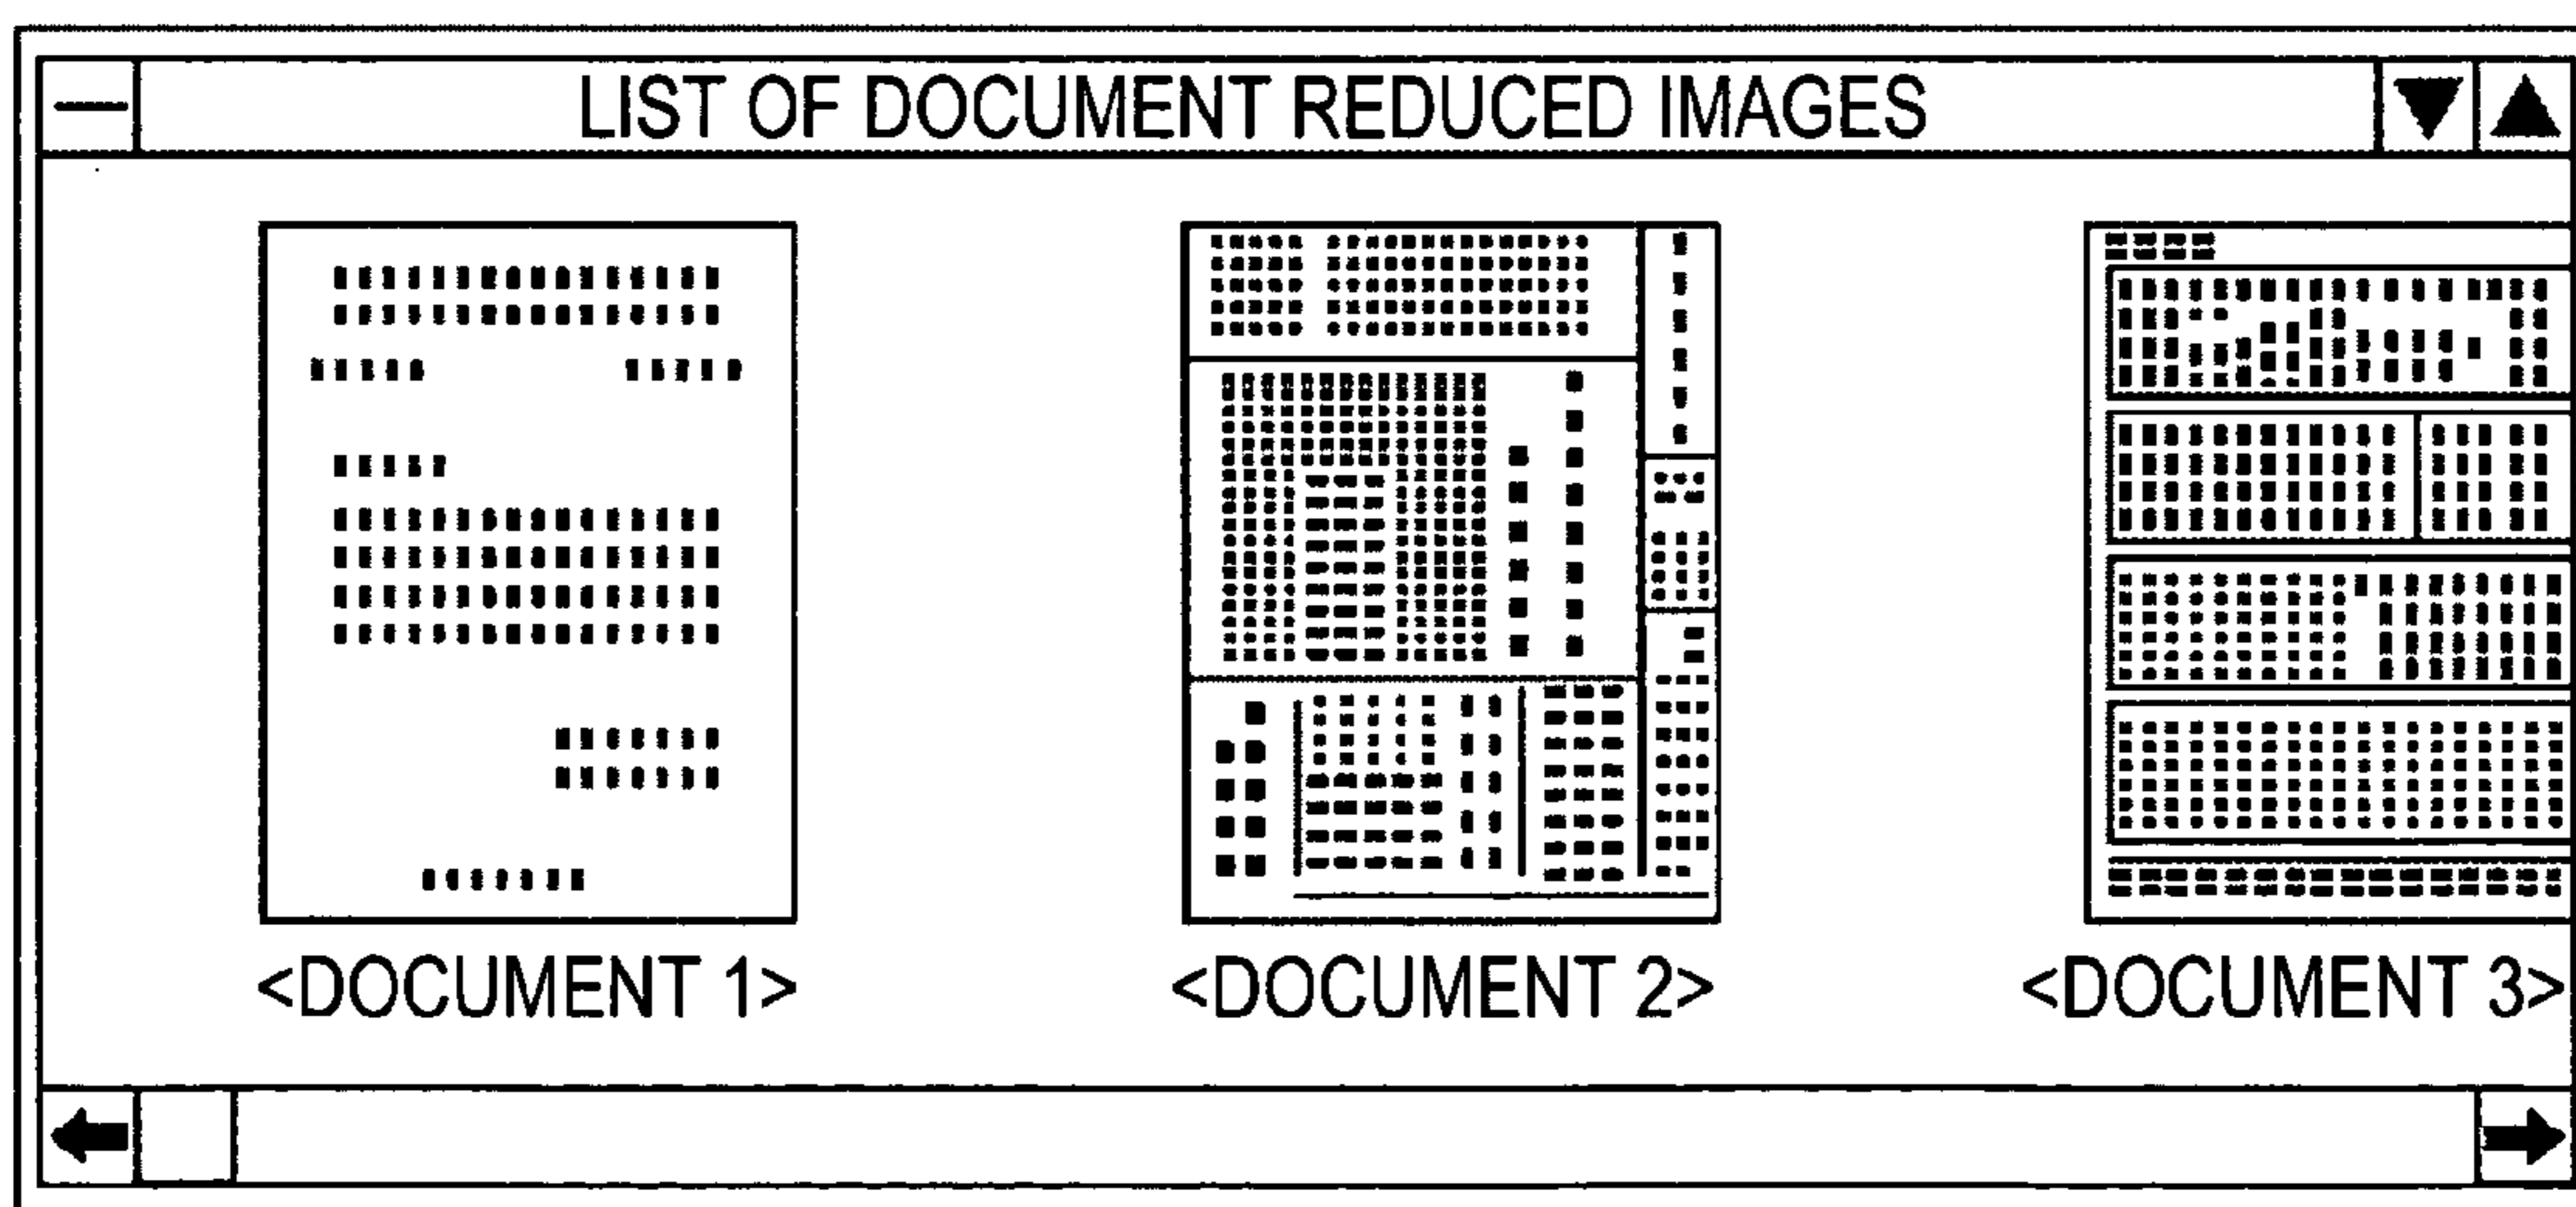 LIST OF DOCUMENT REDUCED IMAGES
<DOCUMENT 1>
<DOCUMENT 2>
<DOCUMENT 3>